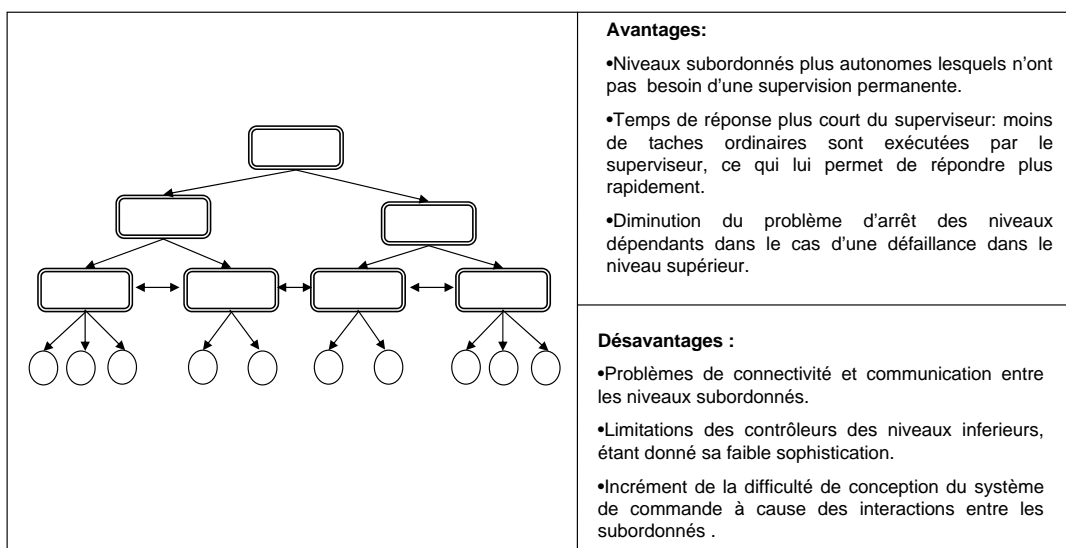 Avantages:
•Niveaux subordonnés plus autonomes lesquels n'ont
pas besoin d'une supervision permanente.
•Temps de réponse plus court du superviseur: moins
de taches ordinaires sont exécutées par le
superviseur, ce qui lui permet de répondre plus
rapidement.
•Diminution du problème d'arrêt des niveaux
dépendants dans le cas d'une défaillance dans le
niveau supérieur.
Désavantages :
•Problèmes de connectivité et communication entre
les niveaux subordonnés.
•Limitations des contrôleurs des niveaux inferieurs,
étant donné sa faible sophistication.
•Incrément de la difficulté de conception du système
de commande à cause des interactions entre les
subordonnés .